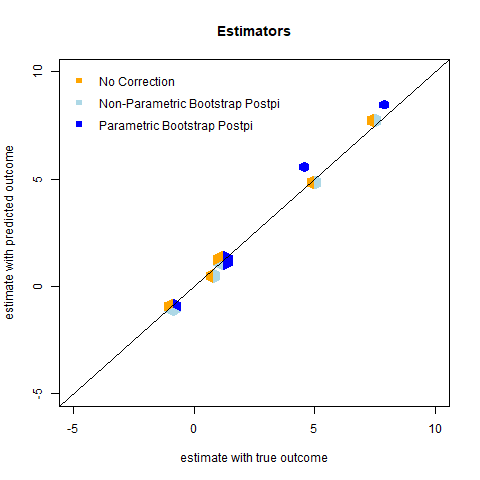 Estimators
No Correction
Non-Parametric Bootstrap Postpi
Parametric Bootstrap Postpi
estimate with predicted outcome
10
5
0
-5
-5 0 5 10
estimate with true outcome